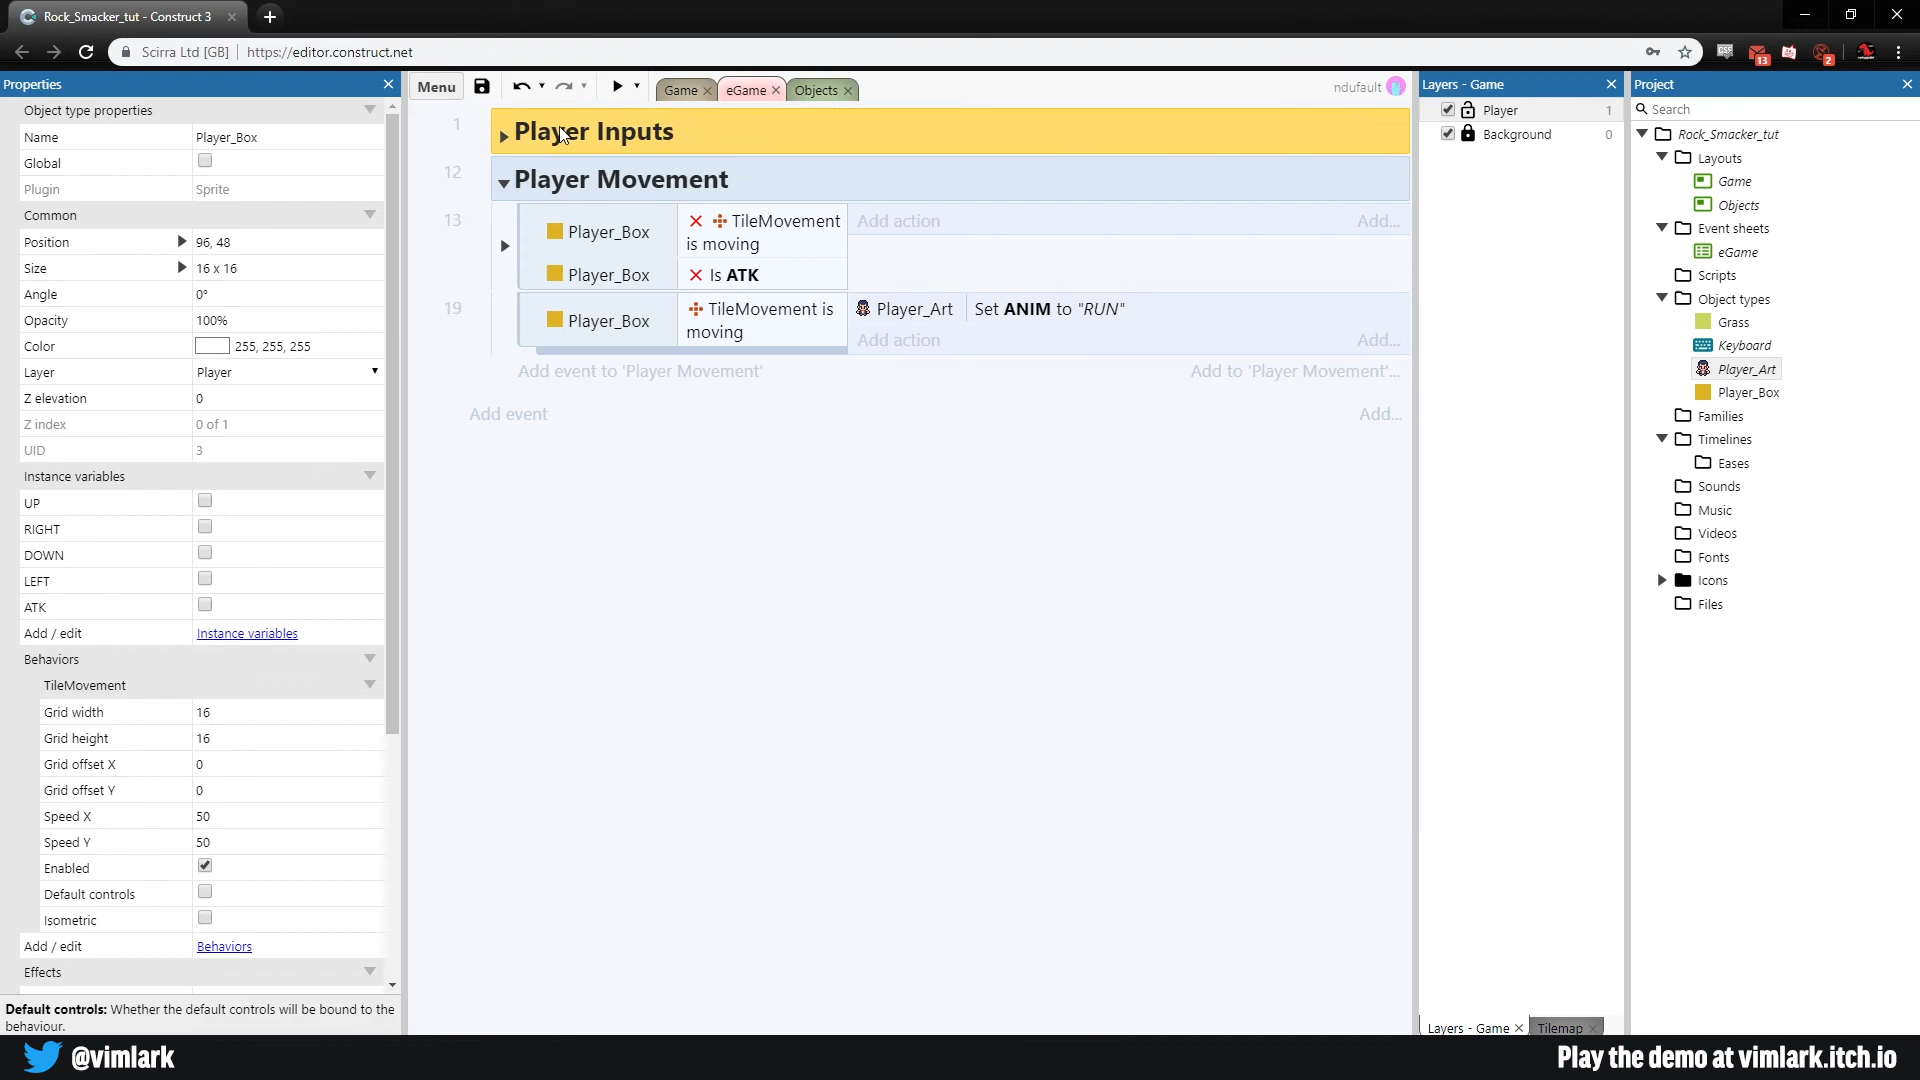 Rock_Smacker_tut - Construct 3
Scirra Ltd [GB] | https://editor.construct.net
13
2
Properties
Object type properties
Name Player_Box
Global
Plugin Sprite
Common
Position 96, 48
Size 16 x 16
Angle 0°
Opacity 100%
Color 255, 255, 255
Layer Player
Z elevation 0
Z index 0 of 1
UID 3
Instance variables
UP
RIGHT
DOWN
LEFT
ATK
Add / edit Instance variables
Behaviors
TileMovement
Grid width 16
Grid height 16
Grid offset X 0
Grid offset Y 0
Speed X 50
Speed Y 50
Enabled
Default controls
Isometric
Add / edit Behaviors
Effects
Default controls: Whether the default controls will be bound to the
behaviour.
Menu
Game
eGame
Objects
ndufault
1 Player Inputs
12 Player Movement
13 Player_Box TileMovement
is moving
Add action Add...
Player_Box Is ATK
19 Player_Box TileMovement is
moving
Player_Art Set ANIM to "RUN"
Add action Add...
Add event to 'Player Movement' Add to 'Player Movement'...
Add event Add...
Layers - Game
Player 1
Background 0
Layers - Game
Tilemap
Project
Search
Rock_Smacker_tut
Layouts
Game
Objects
Event sheets
eGame
Scripts
Object types
Grass
Keyboard
Player_Art
Player_Box
Families
Timelines
Eases
Sounds
Music
Videos
Fonts
Icons
Files
@vimlark
Play the demo at vimlark.itch.io